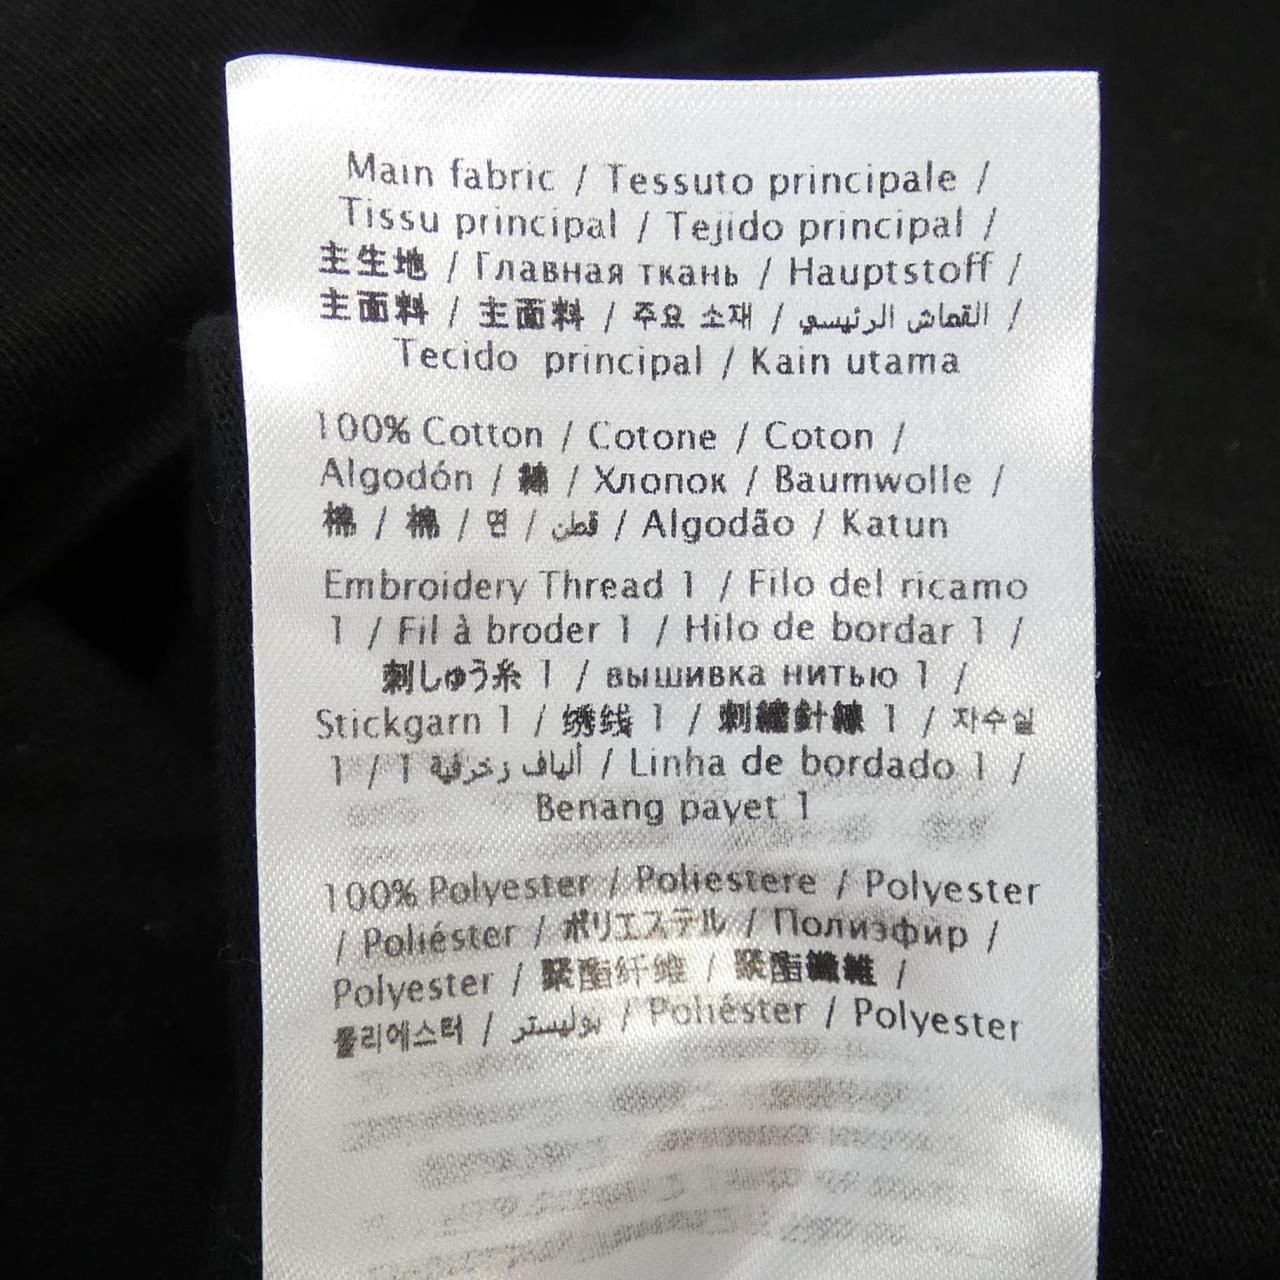 Main fabric / Tessuto principale /
Tissu principal / Tejido principal /
主生地 / Главная ткань / Hauptstoff /
主面料 / 主面料 / 주요 소재 / القماش الرئيسي /
Tecido principal / Kain utama
100% Cotton / Cotone / Coton /
Algodón / 綿 / Хлопок / Baumwolle /
棉 / 棉 / 면 / قطن / Algodão / Katun
Embroidery Thread 1 / Filo del ricamo
1 / Fil à broder 1 / Hilo de bordar 1 /
刺しゅう糸 1 / вышивка нитью 1 /
Stickgarn 1 / 绣线 1 / 刺繡針線 1 / 자수실
1 / 1 ألياف زخرفية / Linha de bordado 1 /
Benang payet 1
100% Polyester / Poliestere / Polyester
/ Poliéster / ポリエステル / Полиэфир /
Polyester / 聚酯纤维 / 聚酯纖維 /
폴리에스터 / بوليستر / Poliéster / Polyester